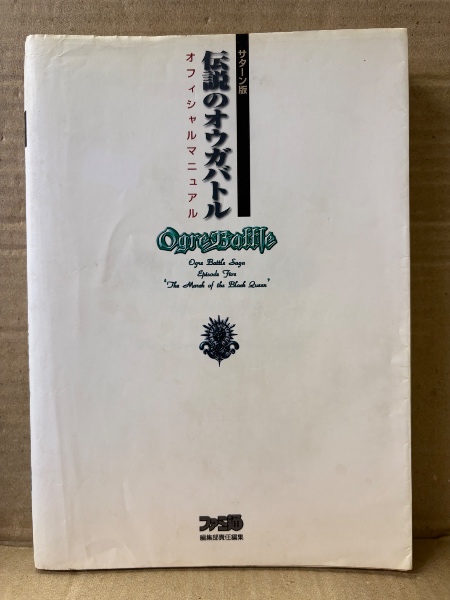 サターン版
伝説のオウガバトル
オフィシャルマニュアル
OgreBattle
Ogre Battle Saga
Episode Five
"The March of the Black Queen"
ファミ通
編集部責任編集